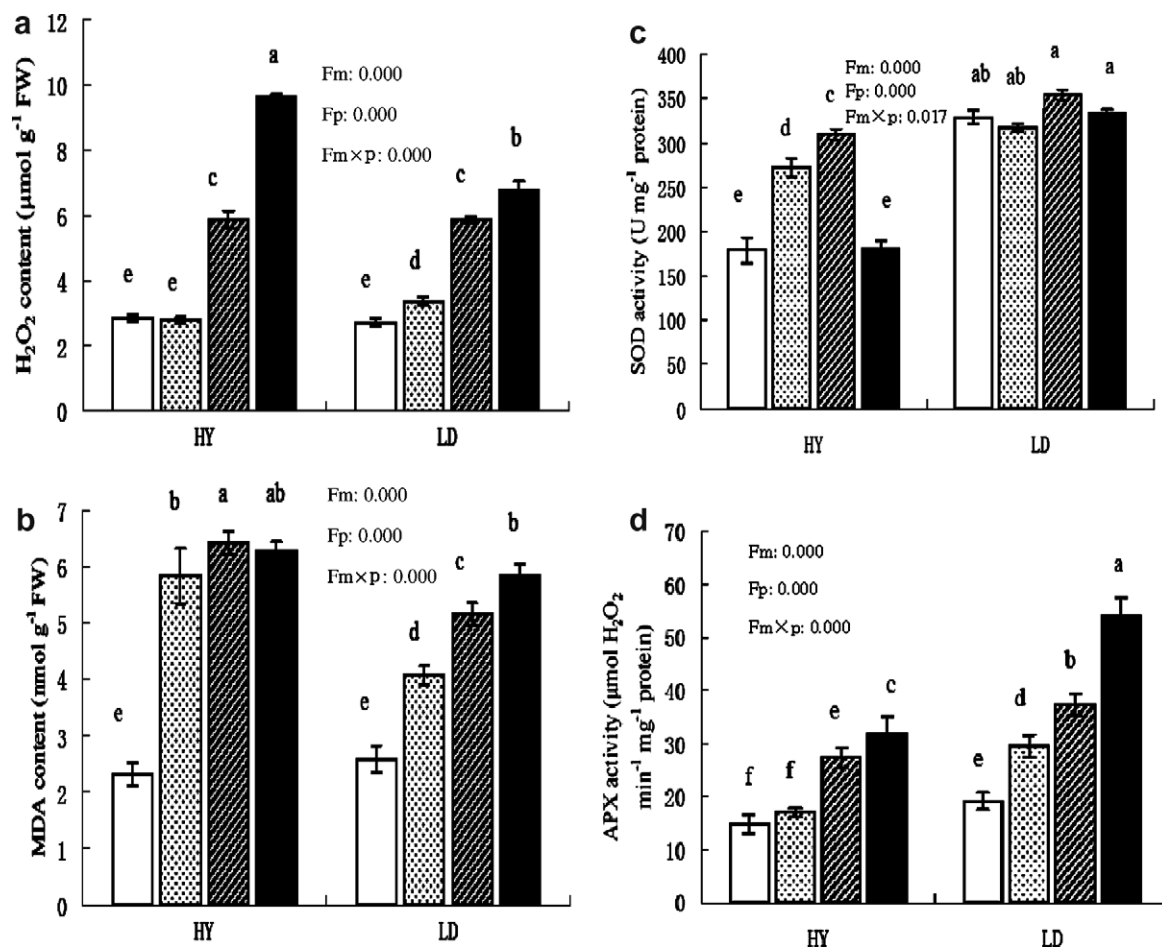 a
H₂O₂ content (μmol g⁻¹ FW)
12
10
8
6
4
2
0
e
e
c
a
e
d
c
b
Fm: 0.000
Fp: 0.000
Fm×p: 0.000
HY
LD
c
SOD activity (U mg⁻¹ protein)
400
350
300
250
200
150
100
50
0
e
d
c
e
ab
ab
a
a
Fm: 0.000
Fp: 0.000
Fm×p: 0.017
HY
LD
b
MDA content (nmol g⁻¹ FW)
7
6
5
4
3
2
1
0
e
b
a
ab
e
d
c
b
Fm: 0.000
Fp: 0.000
Fm×p: 0.000
HY
LD
d
APX activity (μmol H₂O₂
min⁻¹ mg⁻¹ protein)
70
60
50
40
30
20
10
0
f
f
e
c
e
d
b
a
Fm: 0.000
Fp: 0.000
Fm×p: 0.000
HY
LD